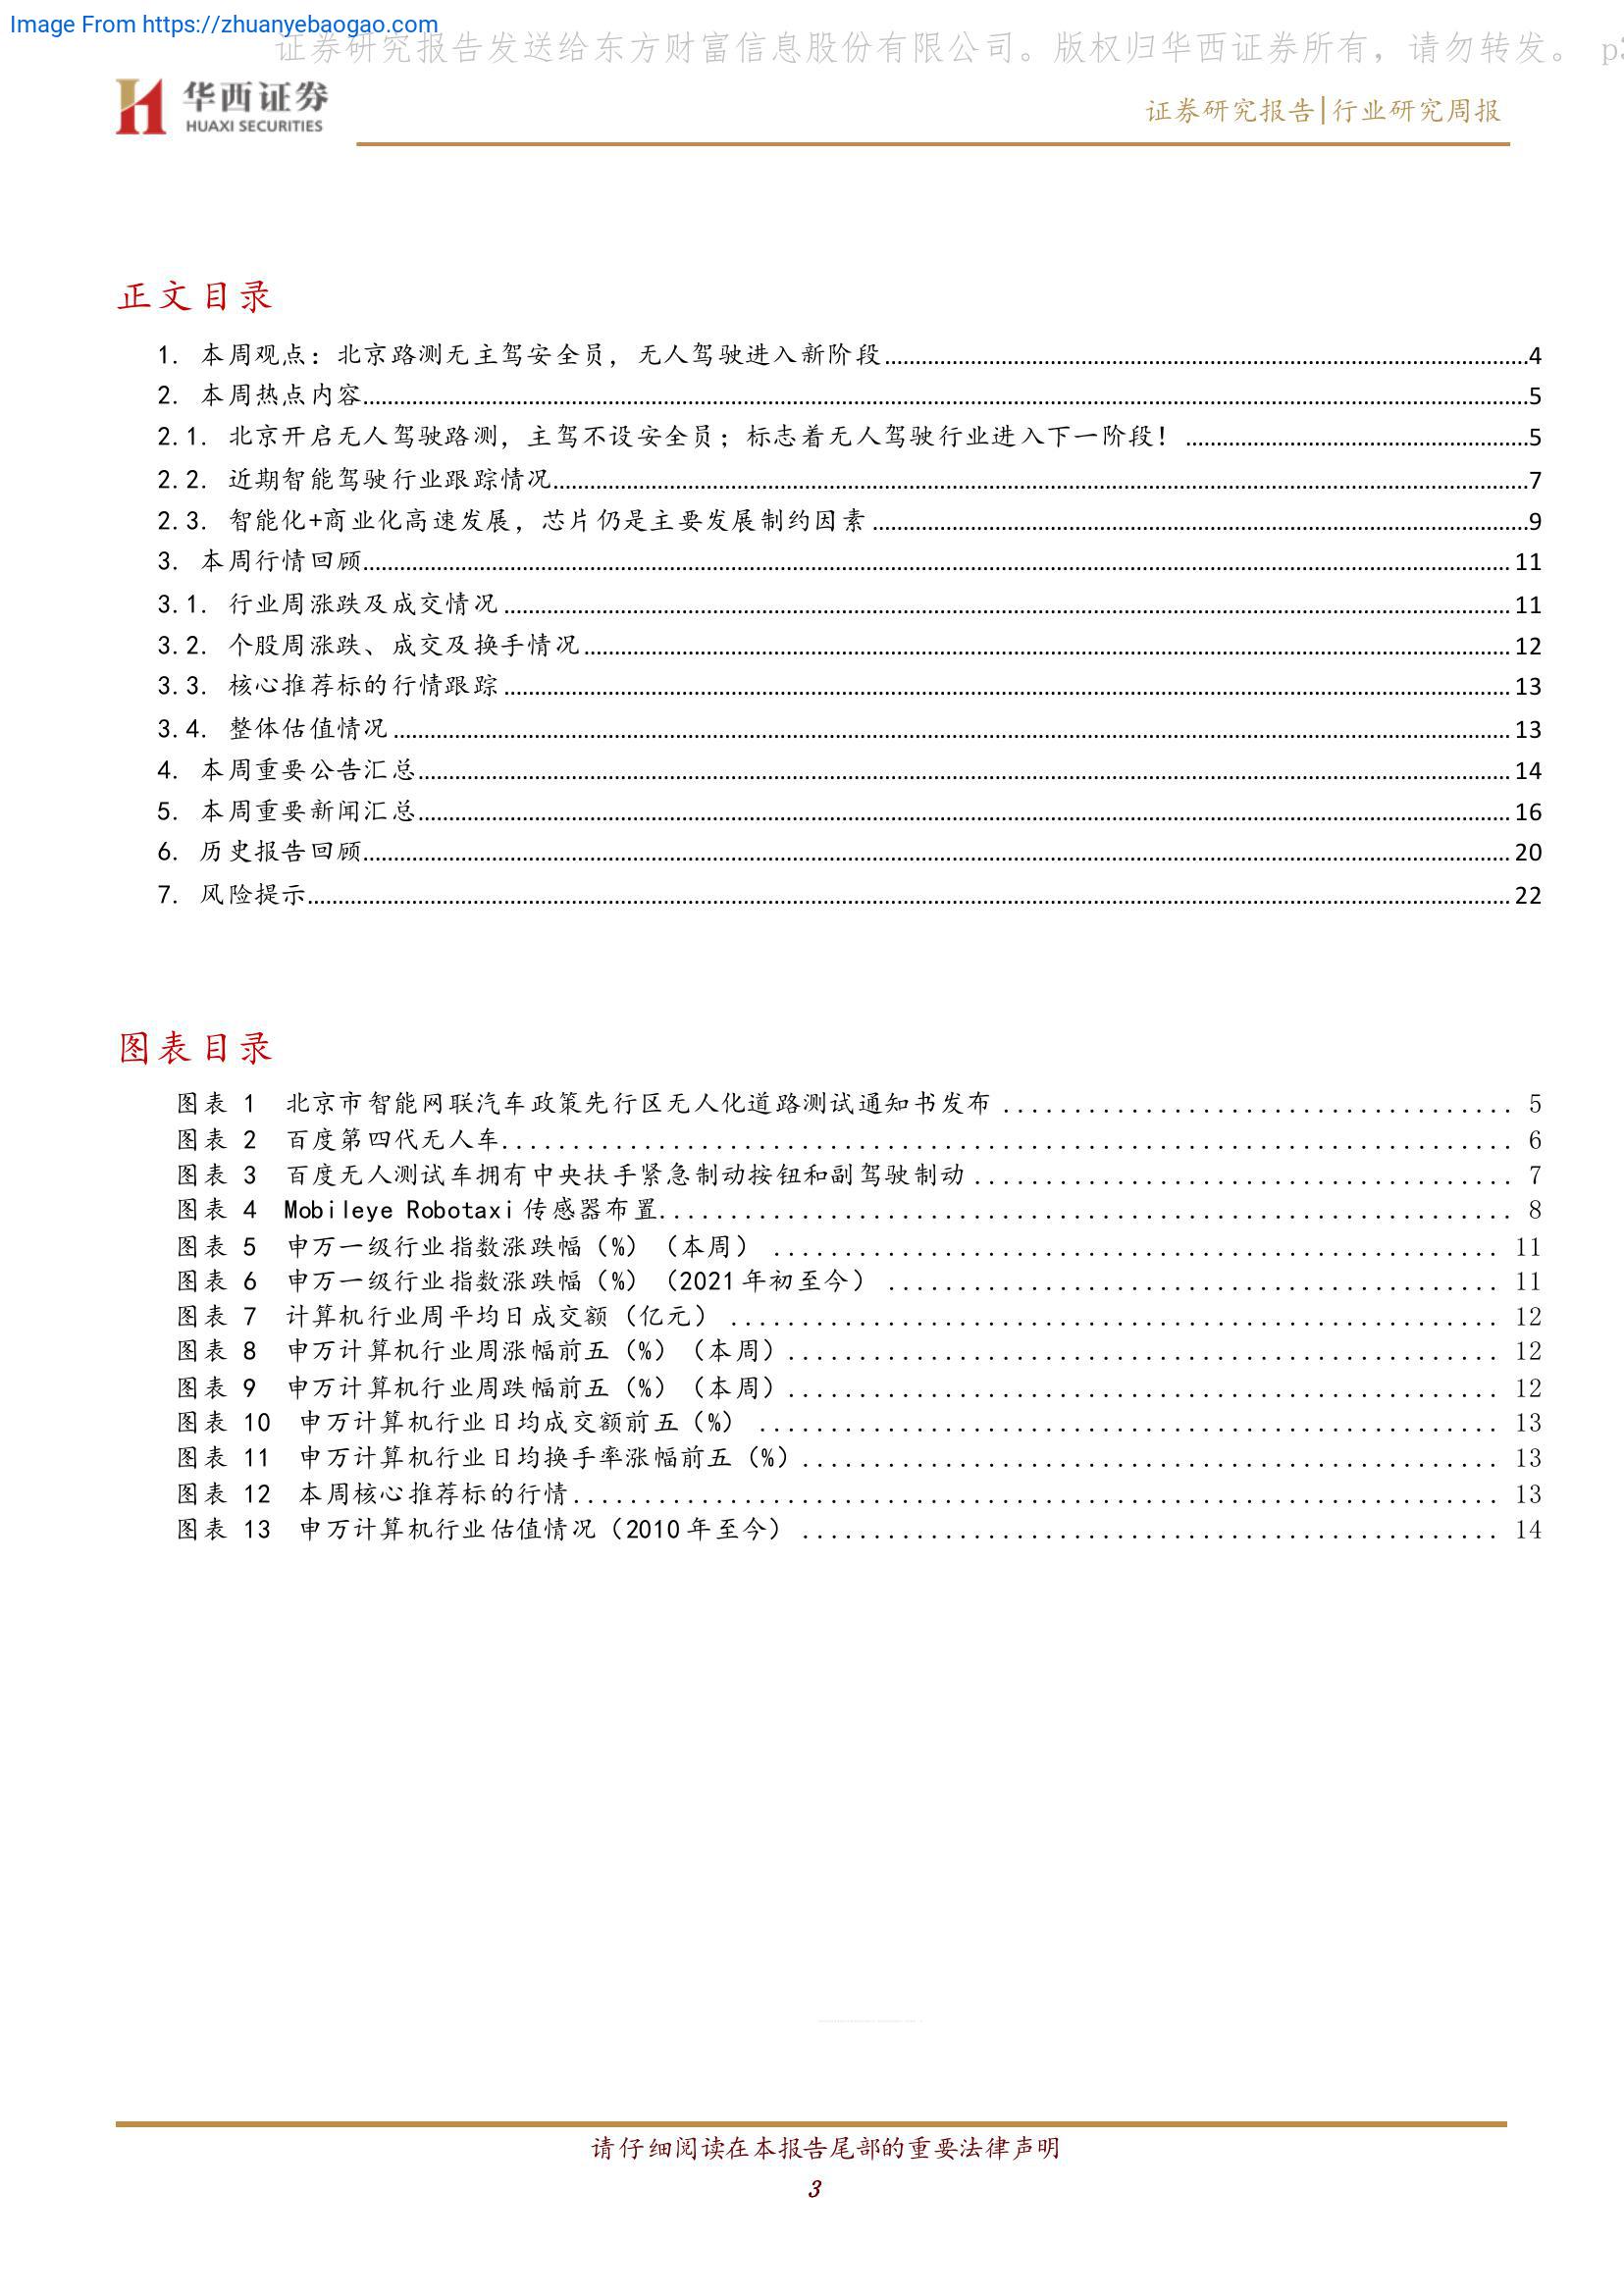 Image From https://zhuanyebaogao.com
证券研究报告发送给东方财富信息股份有限公司。版权归华西证券所有，请勿转发。 p3
华西证券
HUAXI SECURITIES
证券研究报告|行业研究周报
正文目录
1. 本周观点：北京路测无主驾安全员，无人驾驶进入新阶段 4
2. 本周热点内容 5
2.1. 北京开启无人驾驶路测，主驾不设安全员；标志着无人驾驶行业进入下一阶段！ 5
2.2. 近期智能驾驶行业跟踪情况 7
2.3. 智能化+商业化高速发展，芯片仍是主要发展制约因素 9
3. 本周行情回顾 11
3.1. 行业周涨跌及成交情况 11
3.2. 个股周涨跌、成交及换手情况 12
3.3. 核心推荐标的行情跟踪 13
3.4. 整体估值情况 13
4. 本周重要公告汇总 14
5. 本周重要新闻汇总 16
6. 历史报告回顾 20
7. 风险提示 22
图表目录
图表 1 北京市智能网联汽车政策先行区无人化道路测试通知书发布 5
图表 2 百度第四代无人车 6
图表 3 百度无人测试车拥有中央扶手紧急制动按钮和副驾驶制动 7
图表 4 Mobileye Robotaxi 传感器布置 8
图表 5 申万一级行业指数涨跌幅（%）（本周） 11
图表 6 申万一级行业指数涨跌幅（%）（2021 年初至今） 11
图表 7 计算机行业周平均日成交额（亿元） 12
图表 8 申万计算机行业周涨幅前五（%）（本周） 12
图表 9 申万计算机行业周跌幅前五（%）（本周） 12
图表 10 申万计算机行业日均成交额前五（%） 13
图表 11 申万计算机行业日均换手率涨幅前五（%） 13
图表 12 本周核心推荐标的行情 13
图表 13 申万计算机行业估值情况（2010 年至今） 14
请仔细阅读在本报告尾部的重要法律声明
3